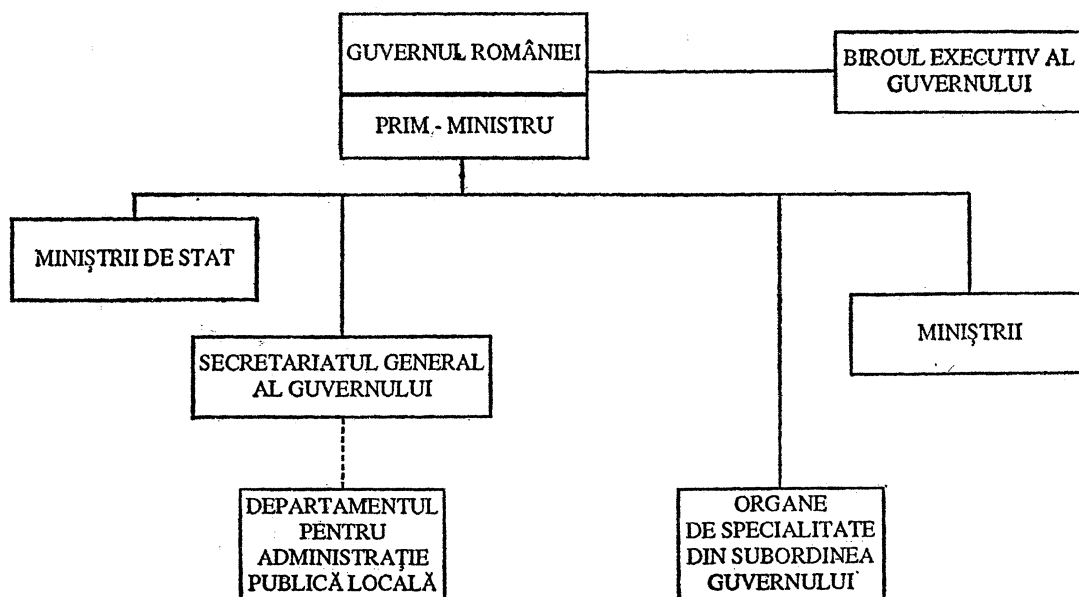 GUVERNUL ROMÂNIEI
PRIM - MINISTRU
BIROUL EXECUTIV AL
GUVERNULUI
MINIŞTRII DE STAT
SECRETARIATUL GENERAL
AL GUVERNULUI
MINIŞTRII
DEPARTAMENTUL
PENTRU
ADMINISTRAŢIE
PUBLICĂ LOCALĂ
ORGANE
DE SPECIALITATE
DIN SUBORDINEA
GUVERNULUI